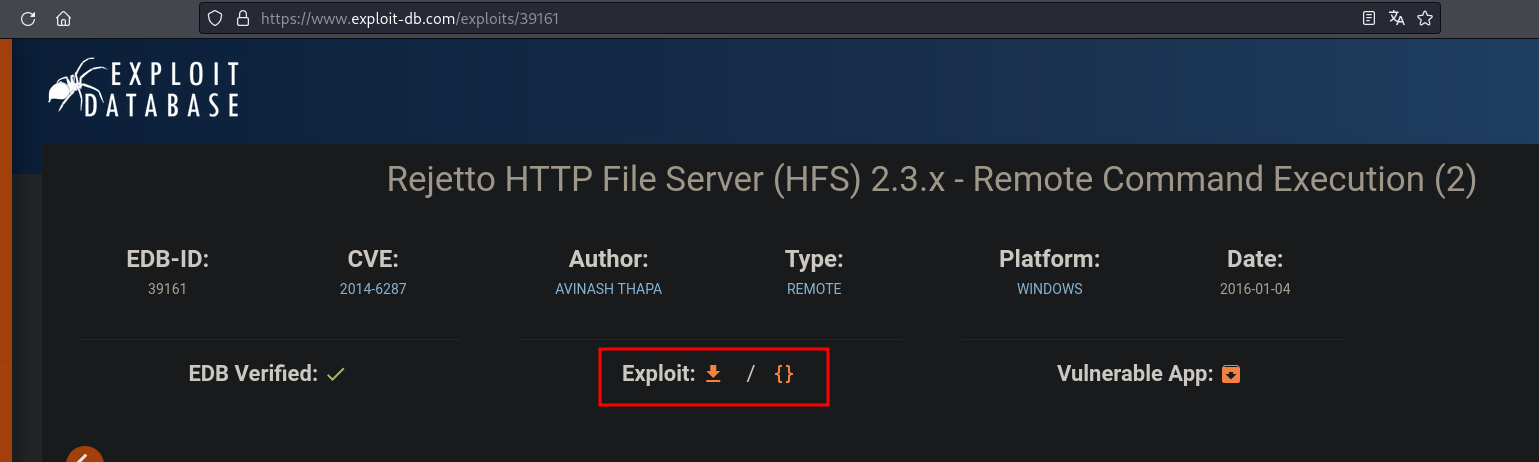 https://www.exploit-db.com/exploits/39161
EXPLOIT
DATABASE
Rejetto HTTP File Server (HFS) 2.3.x - Remote Command Execution (2)
EDB-ID: CVE: Author: Type: Platform: Date:
39161 2014-6287 AVINASH THAPA REMOTE WINDOWS 2016-01-04
EDB Verified: Exploit: / {} Vulnerable App: